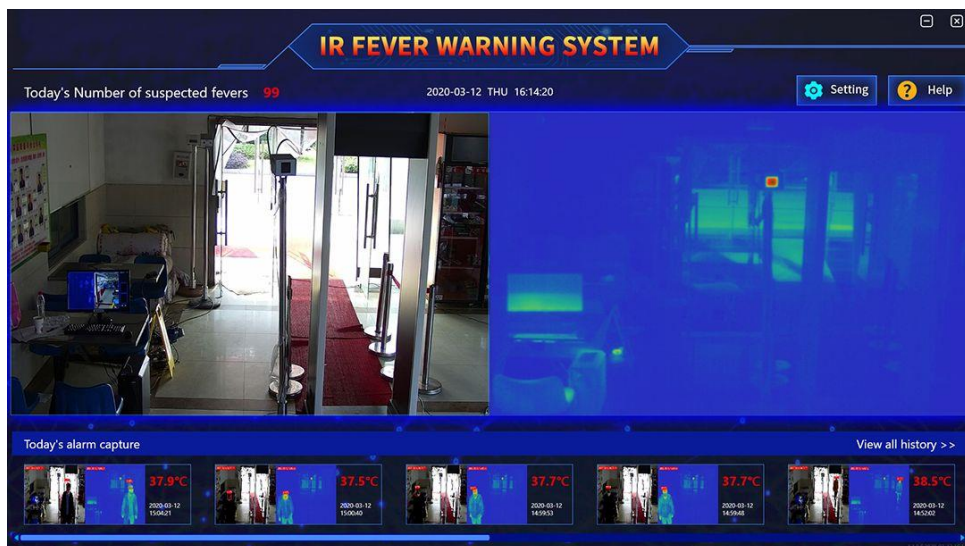 IR FEVER WARNING SYSTEM
Today's Number of suspected fevers 99
2020-03-12 THU 16:14:20
Setting
Help
Today's alarm capture
View all history >>
37.9°C
2020-03-12
15:04:21
37.5°C
2020-03-12
15:00:40
37.7°C
2020-03-12
14:59:53
37.7°C
2020-03-12
14:59:48
38.5°C
2020-03-12
14:52:02